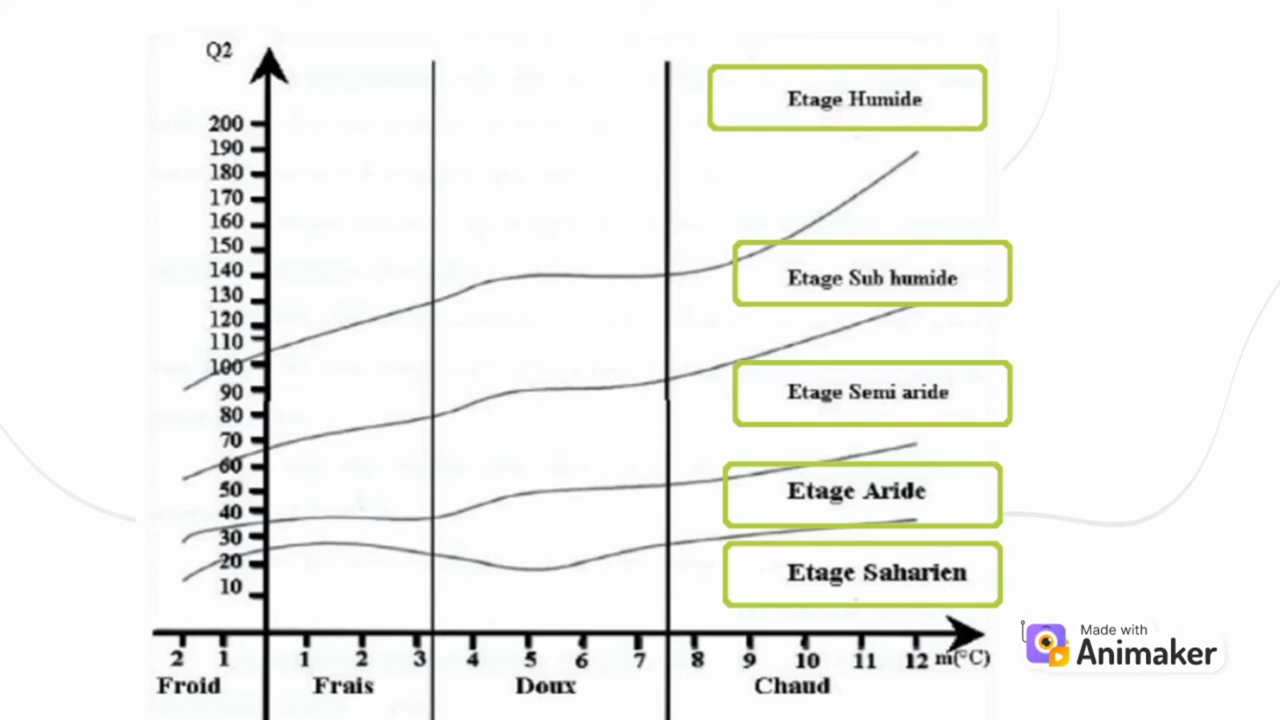 Q2
Etage Humide
200
190
180
170
160
150
140
130
120
110
100
90
80
70
60
50
40
30
20
10
Etage Sub humide
Etage Semi aride
Etage Aride
Etage Saharien
2 1 1 2 3 4 5 6 7 8 9 10 11 12 m(°C)
Froid Frais Doux Chaud
Made with
Animaker